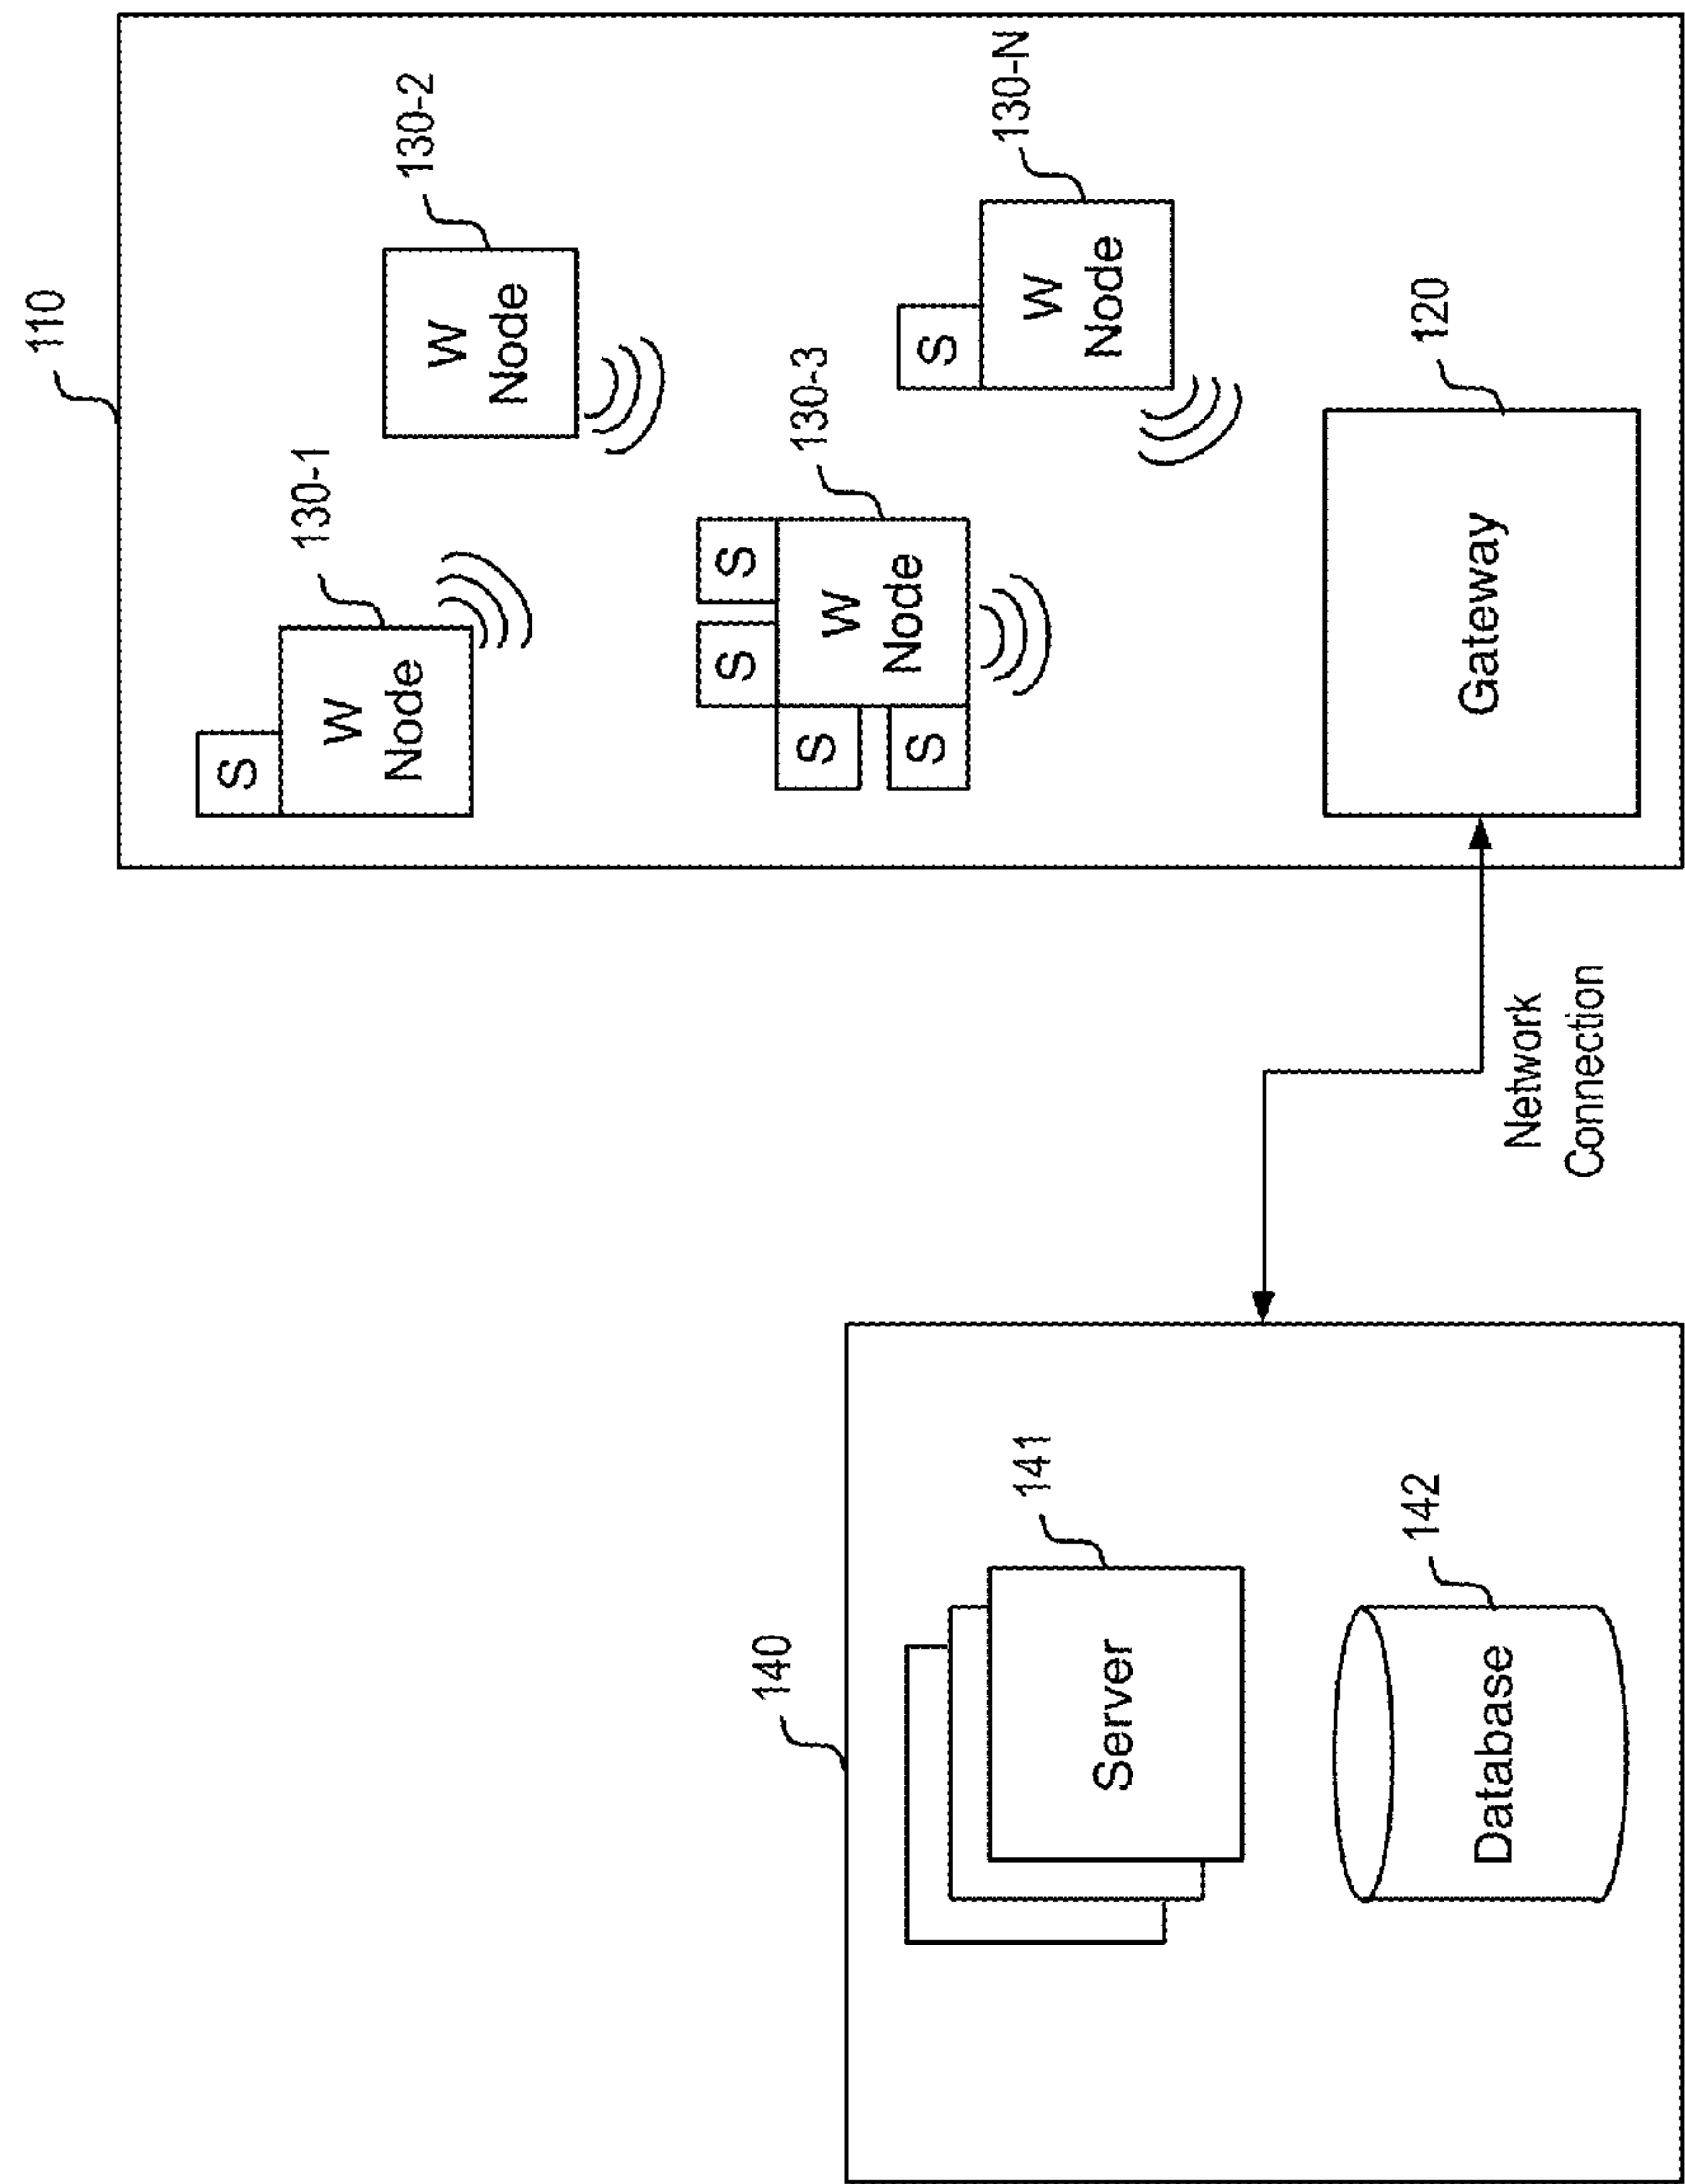 110
S
W
Node
130-1
W
Node
130-2
S
S
S
S
W
Node
130-3
S
W
Node
130-N
Gateway
120
Network
Connection
140
Server
141
Database
142